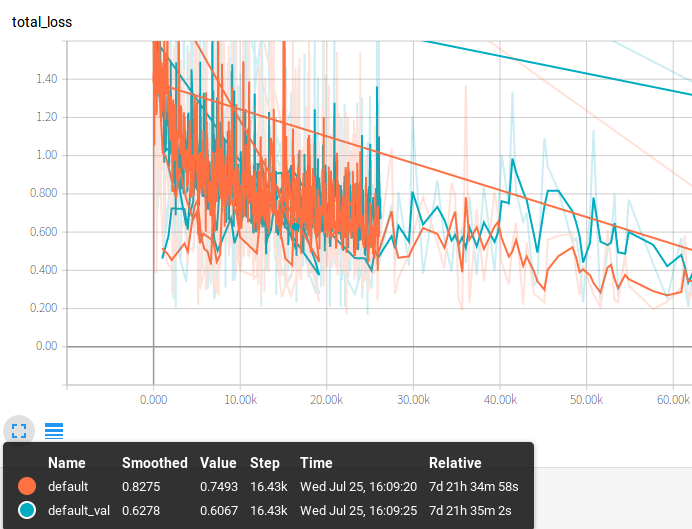 total_loss
1.40
1.20
1.00
0.800
0.600
0.400
0.200
0.00
0.000 10.00k 20.00k 30.00k 40.00k 50.00k 60.00k
Name Smoothed Value Step Time Relative
default 0.8275 0.7493 16.43k Wed Jul 25, 16:09:20 7d 21h 34m 58s
default_val 0.6278 0.6067 16.43k Wed Jul 25, 16:09:25 7d 21h 35m 2s